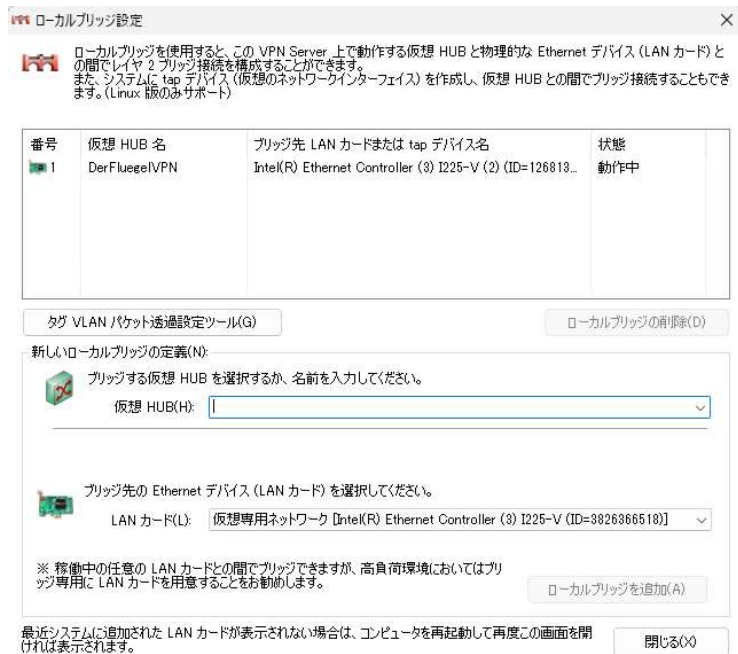 ローカルブリッジ設定
ローカルブリッジを使用すると、この VPN Server 上で動作する仮想 HUB と物理的な Ethernet デバイス (LAN カード) と
の間でレイヤ 2 ブリッジ接続を構成することができます。
また、システムに tap デバイス (仮想のネットワークインターフェイス) を作成し、仮想 HUB との間でブリッジ接続することもでき
ます。(Linux 版のみサポート)
番号 仮想 HUB 名 ブリッジ先 LAN カードまたは tap デバイス名 状態
1 DerFluegelVPN Intel(R) Ethernet Controller (3) I225-V (2) (ID=126813... 動作中
タグ VLAN パケット透過設定ツール(G) ローカルブリッジの削除(D)
新しいローカルブリッジの定義(N):
ブリッジする仮想 HUB を選択するか、名前を入力してください。
仮想 HUB(H):
ブリッジ先の Ethernet デバイス (LAN カード) を選択してください。
LAN カード(L): 仮想専用ネットワーク [Intel(R) Ethernet Controller (3) I225-V (ID=3826366518)]
※ 稼働中の任意の LAN カードとの間でブリッジできますが、高負荷環境においてはブリ
ッジ専用に LAN カードを用意することをお勧めします。
ローカルブリッジを追加(A)
最近システムに追加された LAN カードが表示されない場合は、コンピュータを再起動して再度この画面を開
ければ表示されます。
閉じる(X)